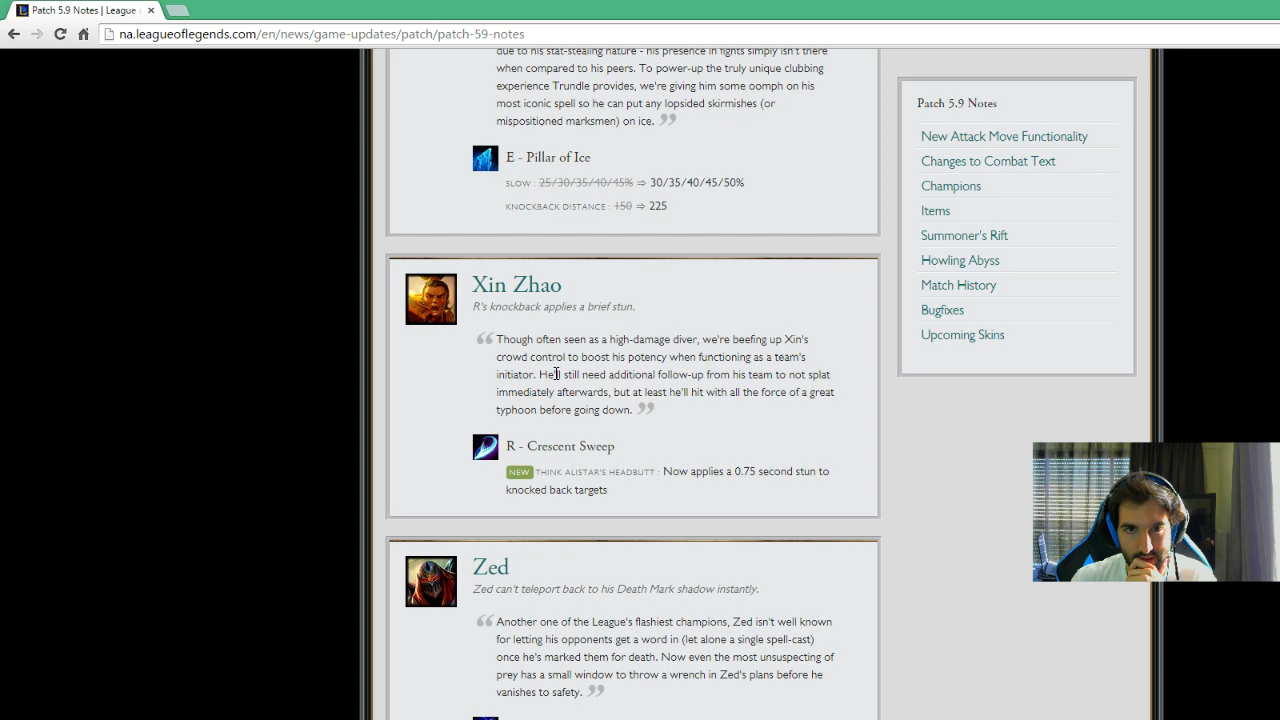 Patch 5.9 Notes | League
na.leagueoflegends.com/en/news/game-updates/patch/patch-59-notes
due to his stat-stealing nature - his presence in fights simply isn't there
when compared to his peers. To power-up the truly unique clubbing
experience Trundle provides, we're giving him some oomph on his
most iconic spell so he can put any lopsided skirmishes (or
mispositioned marksmen) on ice.
E - Pillar of Ice
SLOW : 25/30/35/40/45% ⇒ 30/35/40/45/50%
KNOCKBACK DISTANCE : 150 ⇒ 225
Xin Zhao
R's knockback applies a brief stun.
Though often seen as a high-damage diver, we're beefing up Xin's
crowd control to boost his potency when functioning as a team's
initiator. He'll still need additional follow-up from his team to not splat
immediately afterwards, but at least he'll hit with all the force of a great
typhoon before going down.
R - Crescent Sweep
NEW THINK ALISTAR'S HEADBUTT : Now applies a 0.75 second stun to
knocked back targets
Zed
Zed can't teleport back to his Death Mark shadow instantly.
Another one of the League's flashiest champions, Zed isn't well known
for letting his opponents get a word in (let alone a single spell-cast)
once he's marked them for death. Now even the most unsuspecting of
prey has a small window to throw a wrench in Zed's plans before he
vanishes to safety.
Patch 5.9 Notes
New Attack Move Functionality
Changes to Combat Text
Champions
Items
Summoner's Rift
Howling Abyss
Match History
Bugfixes
Upcoming Skins